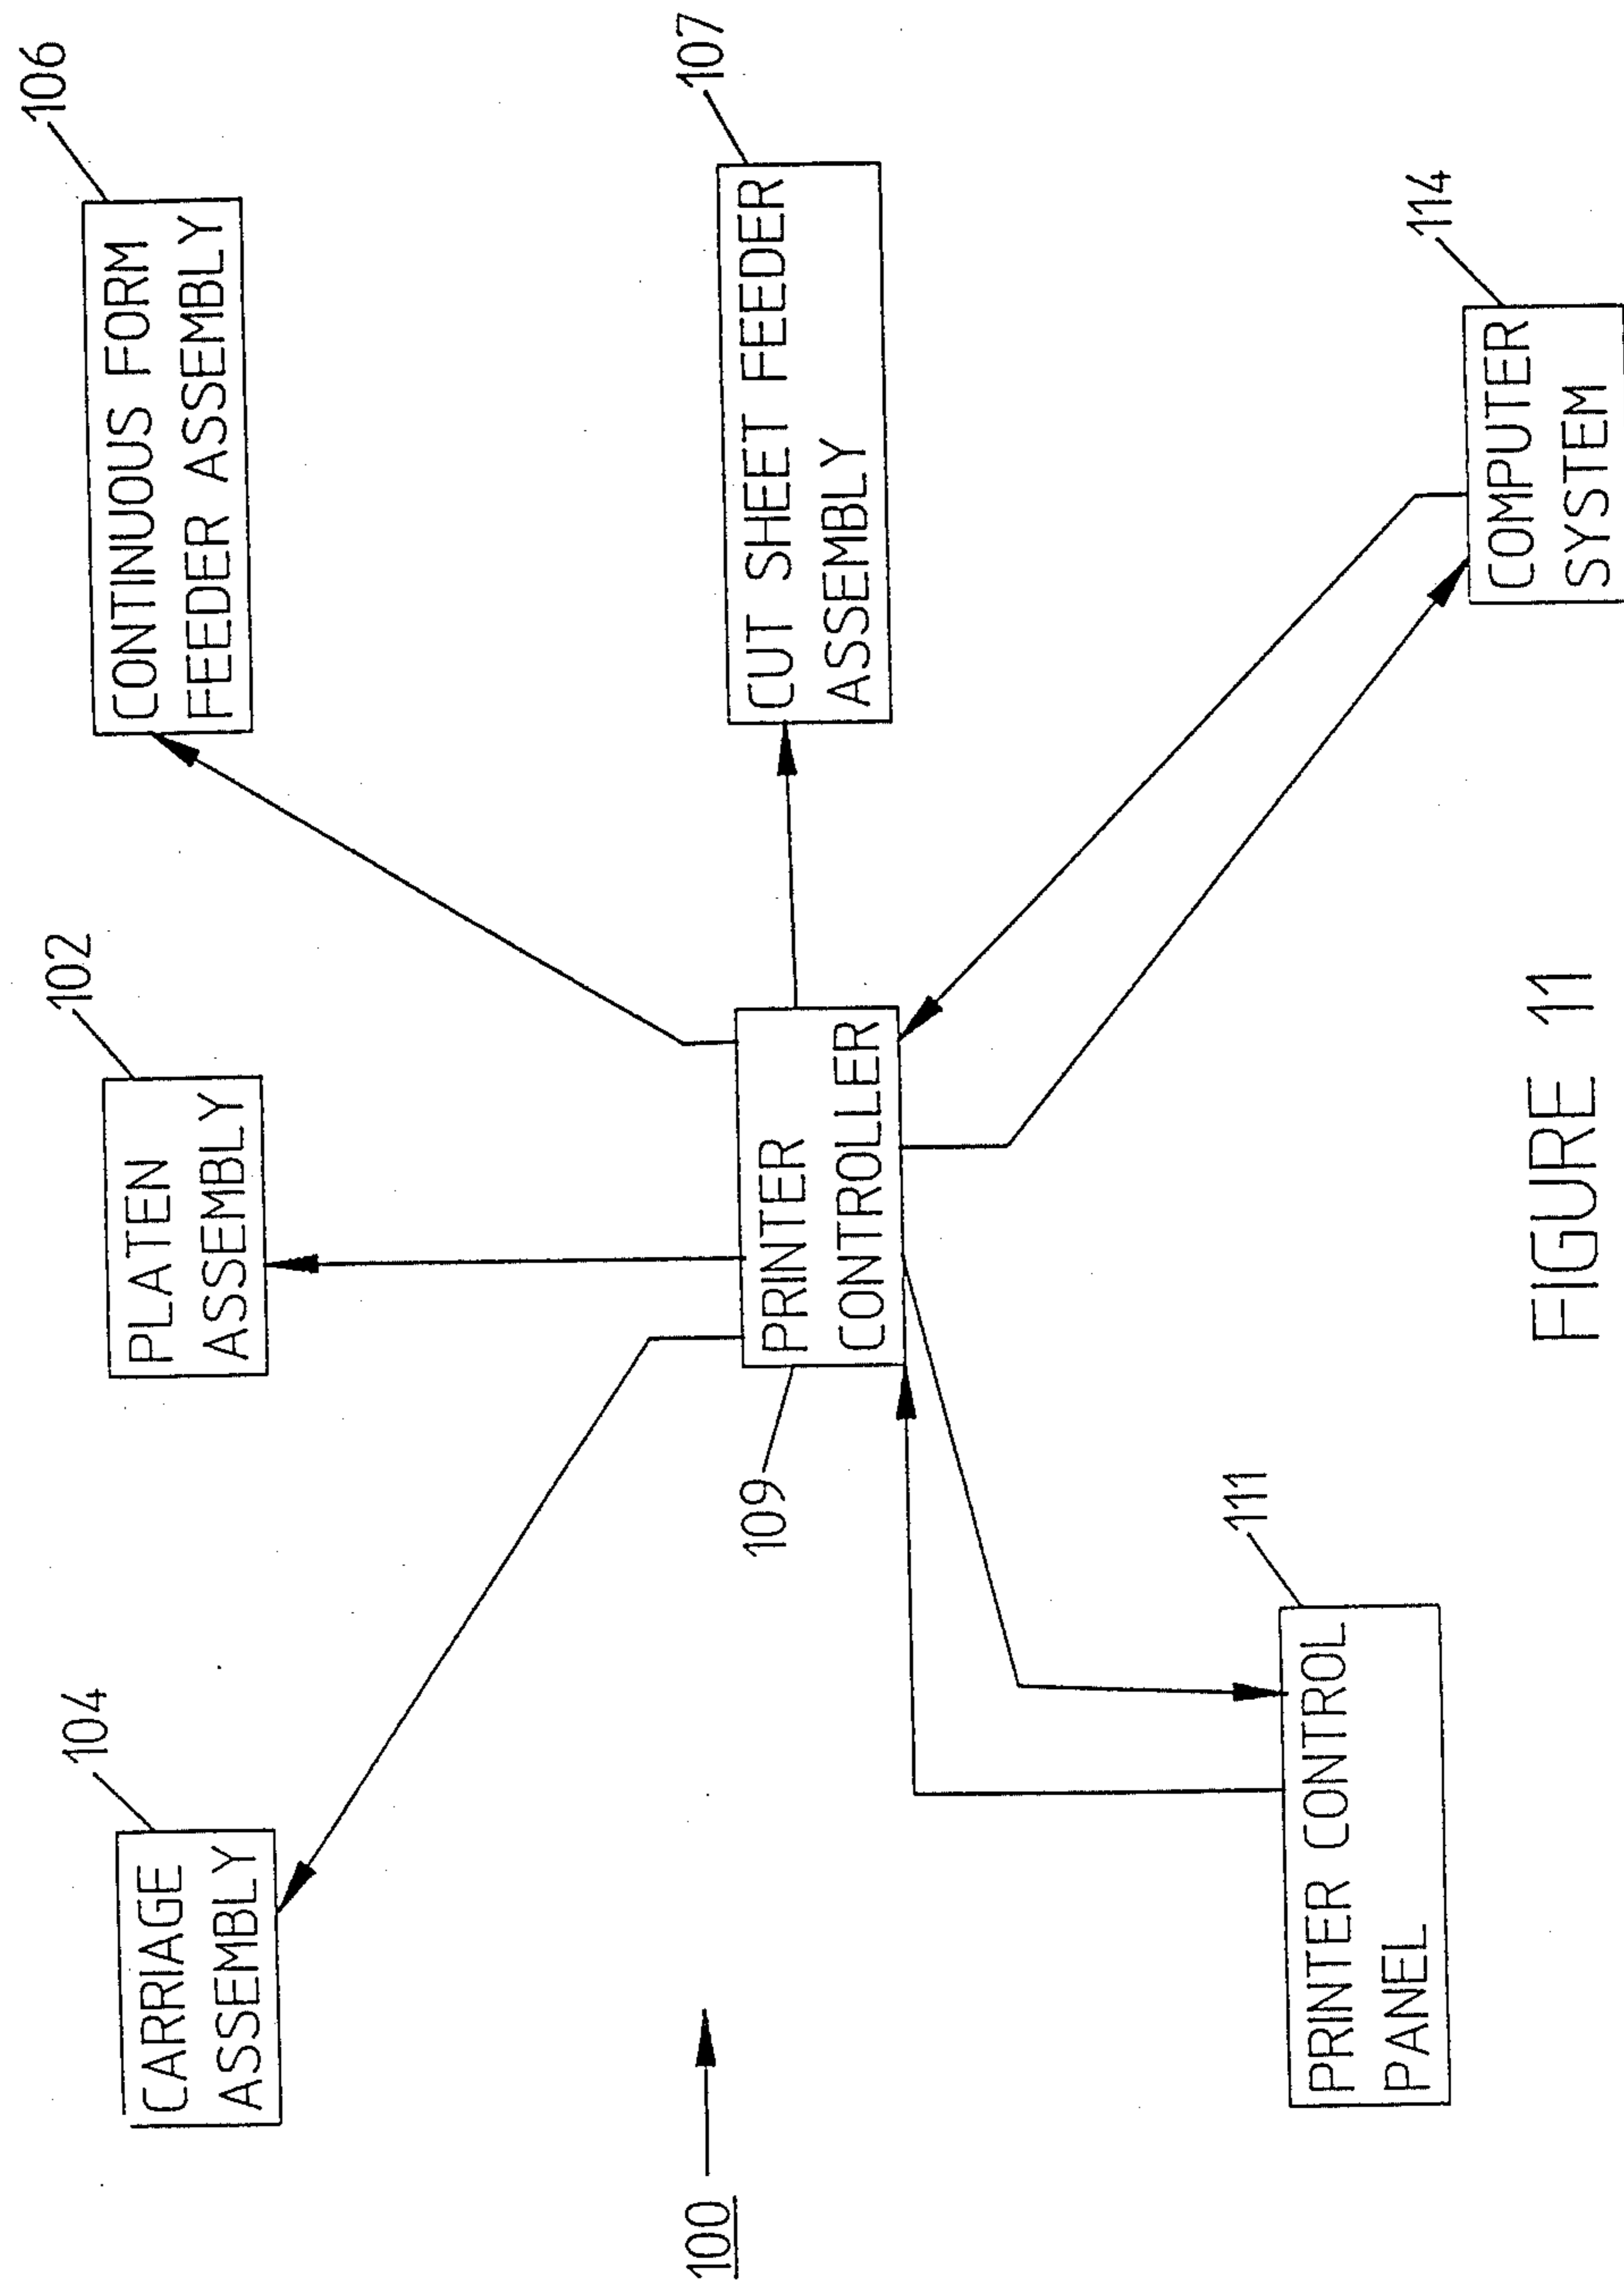 104
CARRIAGE
ASSEMBLY
102
PLATEN
ASSEMBLY
106
CONTINUOUS FORM
FEEDER ASSEMBLY
100
109
PRINTER
CONTROLLER
107
CUT SHEET FEEDER
ASSEMBLY
111
PRINTER CONTROL
PANEL
114
COMPUTER
SYSTEM
FIGURE 11